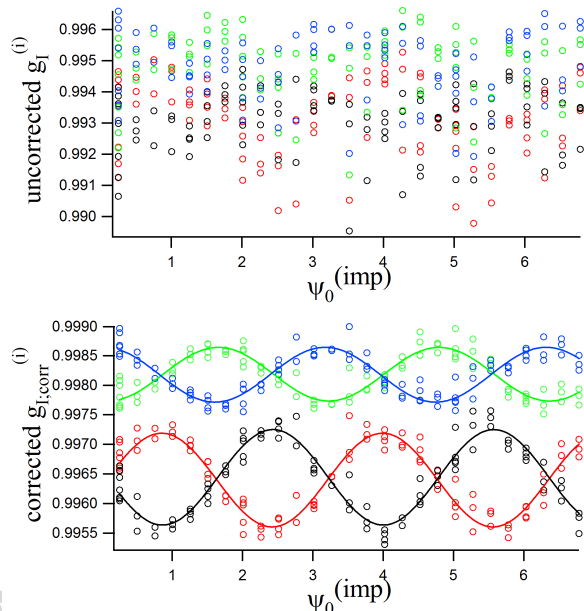 uncorrected g_I^(i)
0.996
0.995
0.994
0.993
0.992
0.991
0.990
1 2 3 4 5 6
ψ_0^(imp)
corrected g_I;corr^(i)
0.9990
0.9985
0.9980
0.9975
0.9970
0.9965
0.9960
0.9955
1 2 3 4 5 6
ψ_0^(imp)